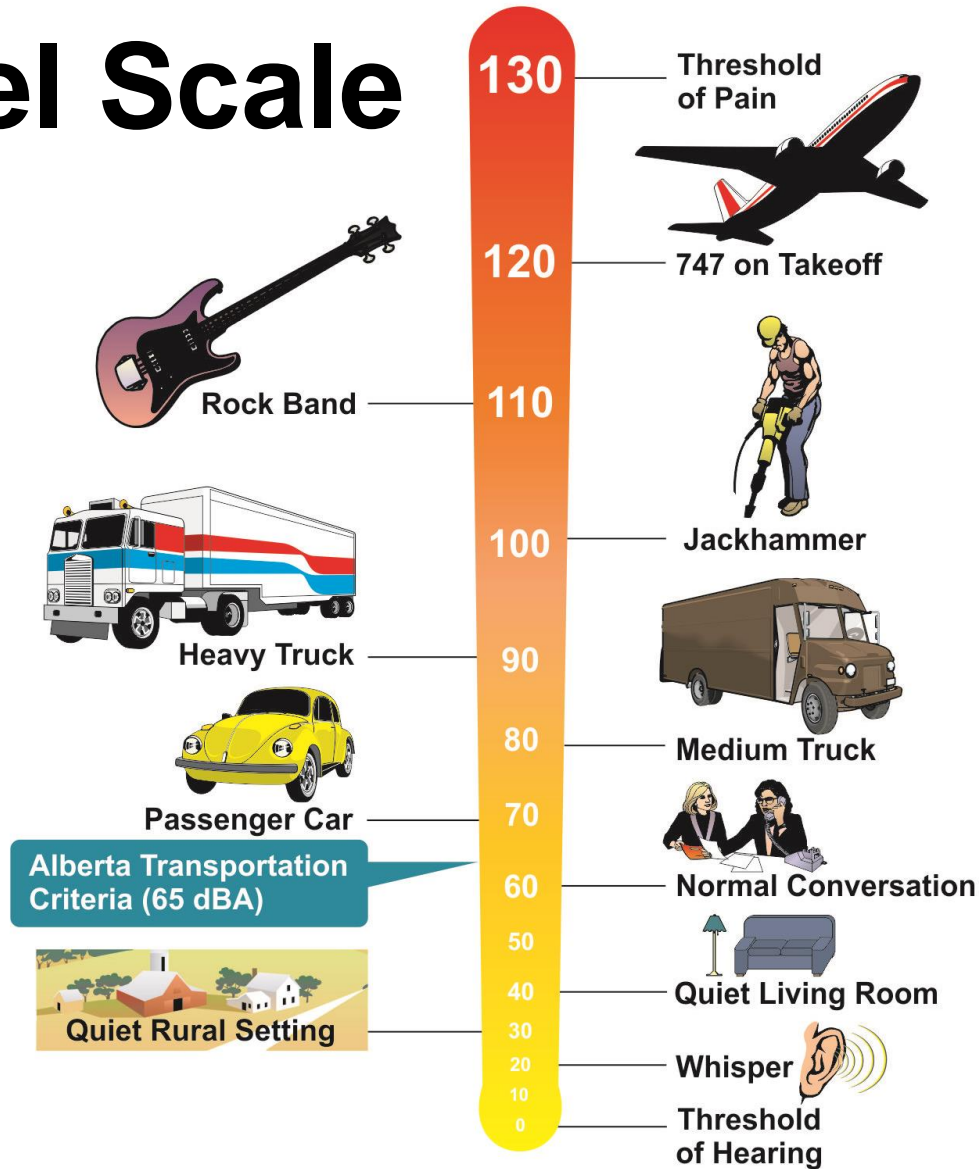 el Scale
130
Threshold
of Pain
120
747 on Takeoff
Rock Band
110
100
Jackhammer
Heavy Truck
90
80
Medium Truck
Passenger Car
70
Alberta Transportation
Criteria (65 dBA)
60
Normal Conversation
50
40
Quiet Living Room
Quiet Rural Setting
30
20
Whisper
10
0
Threshold
of Hearing